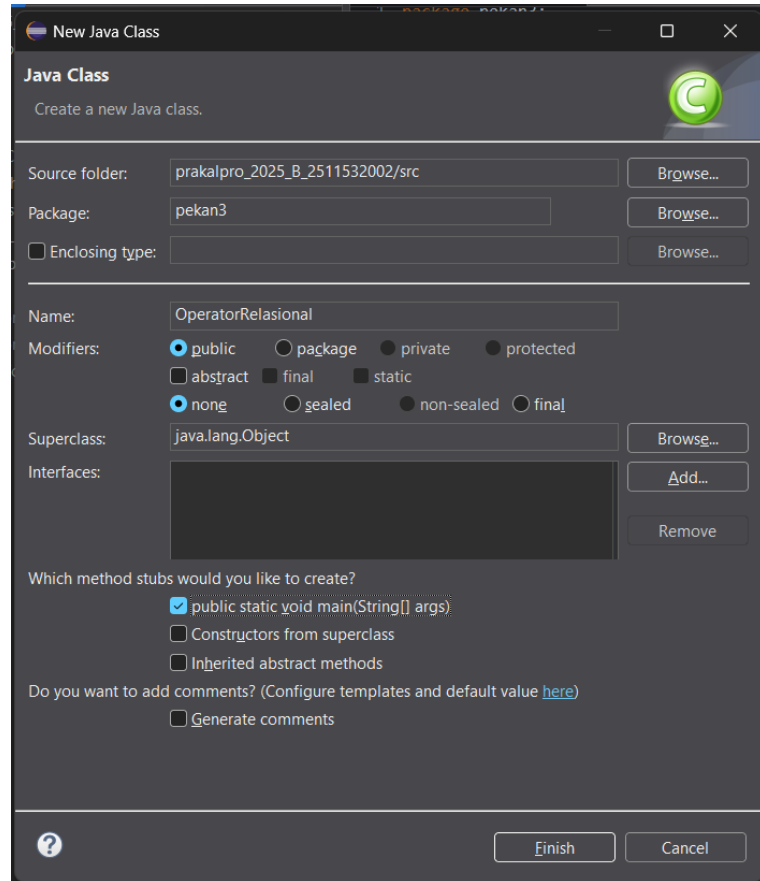 package pekan4;
New Java Class
Java Class
Create a new Java class.
Source folder: prakalpro_2025_B_2511532002/src Browse...
Package: pekan3 Browse...
Enclosing type: Browse...
Name: OperatorRelasional
Modifiers: public package private protected
abstract final static
none sealed non-sealed final
Superclass: java.lang.Object Browse...
Interfaces: Add...
Remove
Which method stubs would you like to create?
public static void main(String[] args)
Constructors from superclass
Inherited abstract methods
Do you want to add comments? (Configure templates and default value here)
Generate comments
Finish Cancel